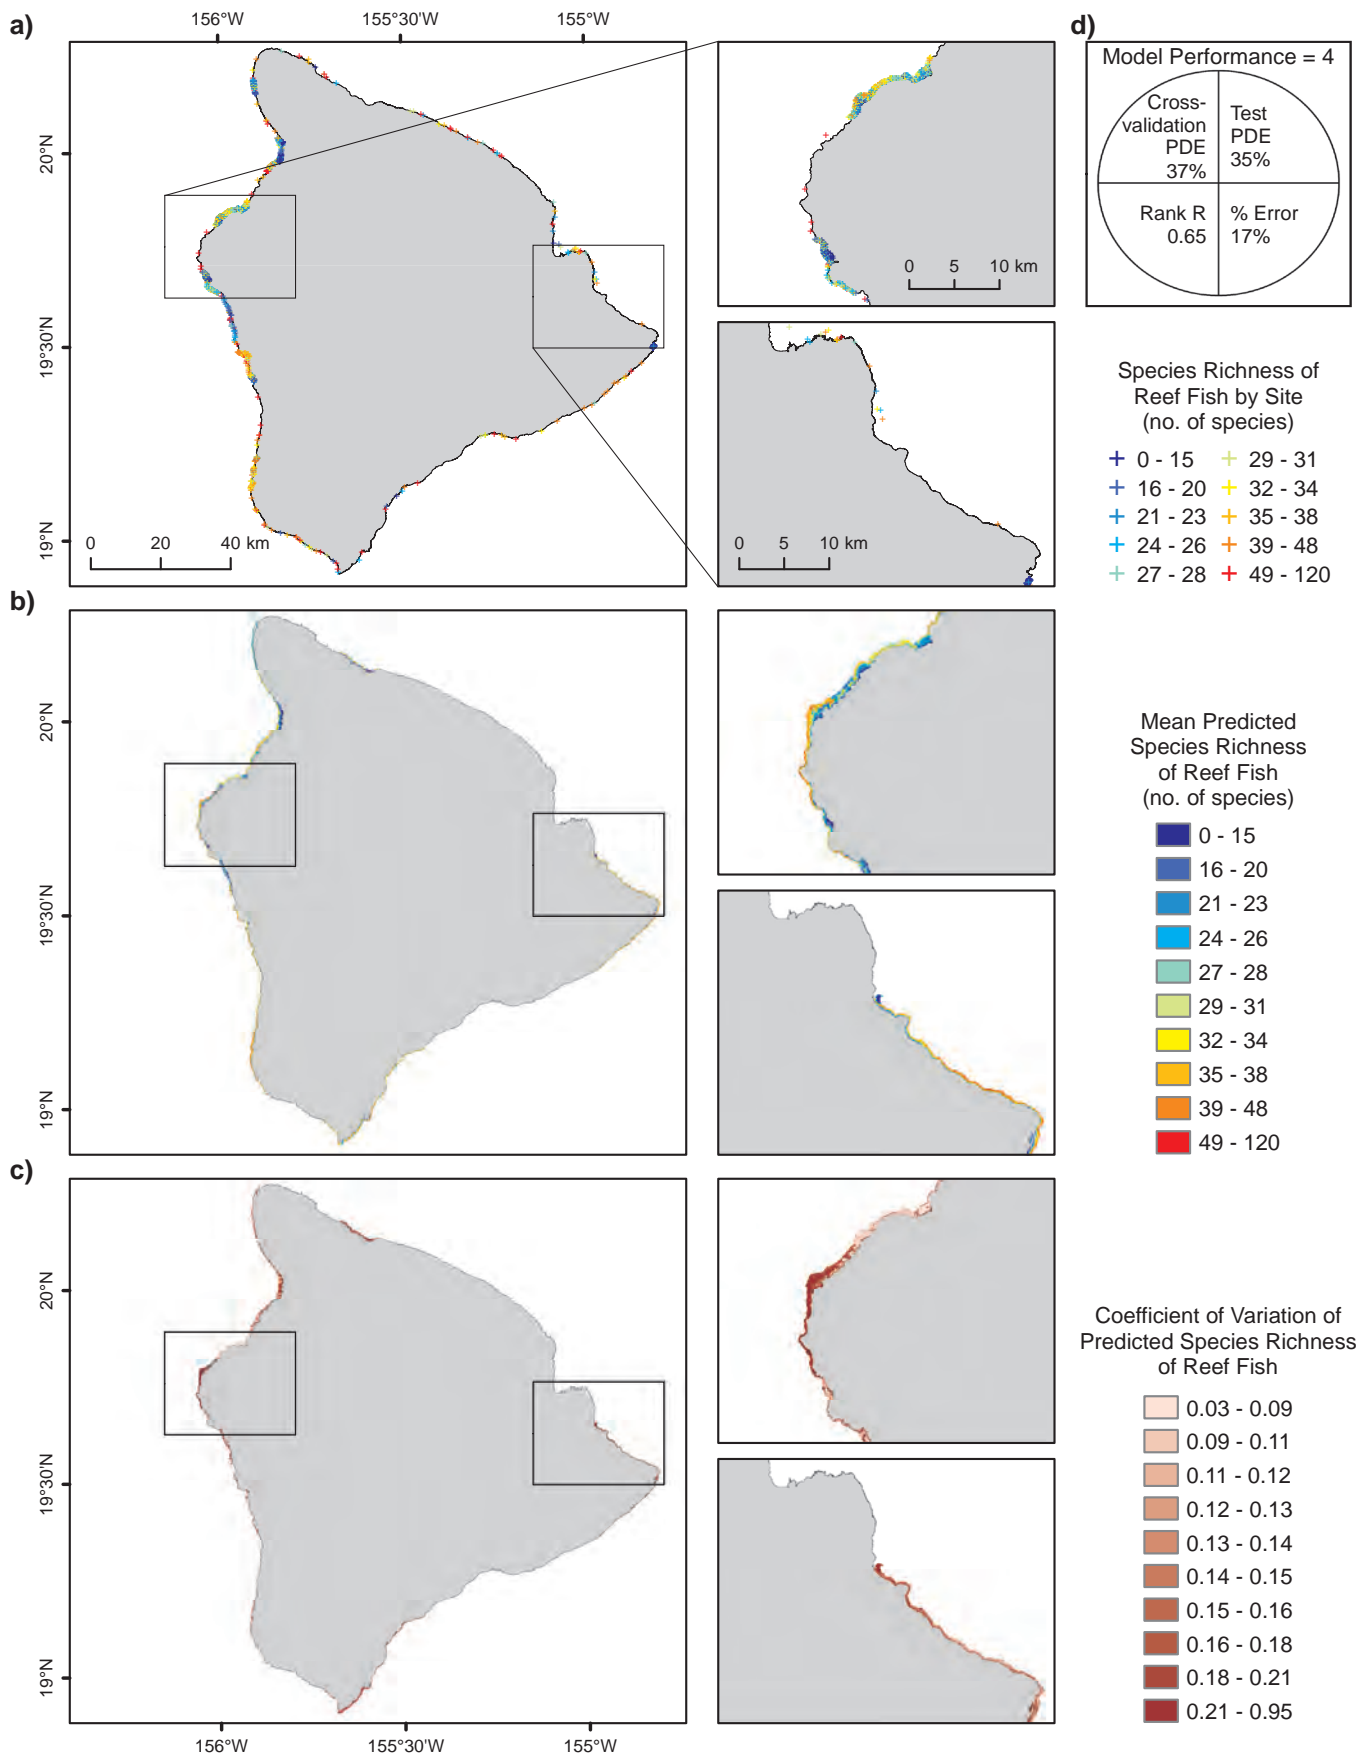 a)
156°W
155°30'W
155°W
20°N
19°30'N
19°N
0 20 40 km
0 5 10 km
0 5 10 km
d)
Model Performance = 4
Cross-
validation
PDE
37%
Test
PDE
35%
Rank R
0.65
% Error
17%
Species Richness of
Reef Fish by Site
(no. of species)
0 - 15
16 - 20
21 - 23
24 - 26
27 - 28
29 - 31
32 - 34
35 - 38
39 - 48
49 - 120
b)
20°N
19°30'N
19°N
Mean Predicted
Species Richness
of Reef Fish
(no. of species)
0 - 15
16 - 20
21 - 23
24 - 26
27 - 28
29 - 31
32 - 34
35 - 38
39 - 48
49 - 120
c)
20°N
19°30'N
19°N
156°W
155°30'W
155°W
Coefficient of Variation of
Predicted Species Richness
of Reef Fish
0.03 - 0.09
0.09 - 0.11
0.11 - 0.12
0.12 - 0.13
0.13 - 0.14
0.14 - 0.15
0.15 - 0.16
0.16 - 0.18
0.18 - 0.21
0.21 - 0.95